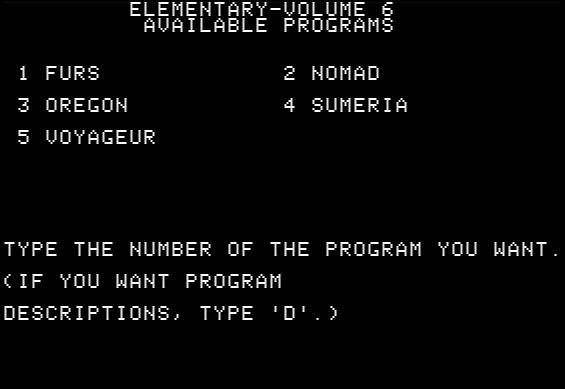 ELEMENTARY-VOLUME 6
AVAILABLE PROGRAMS
1 FURS 2 NOMAD
3 OREGON 4 SUMERIA
5 VOYAGEUR
TYPE THE NUMBER OF THE PROGRAM YOU WANT.
(IF YOU WANT PROGRAM
DESCRIPTIONS, TYPE 'D'.)